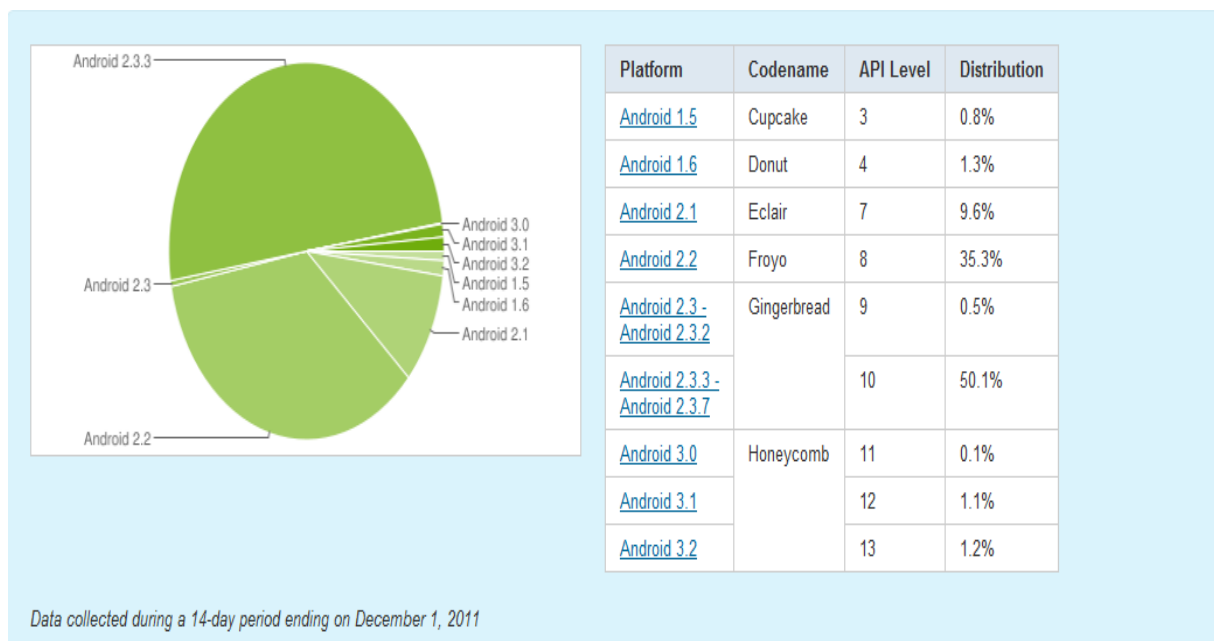 Android 2.3.3
Android 3.0
Android 3.1
Android 3.2
Android 2.3
Android 1.5
Android 1.6
Android 2.1
Android 2.2
Platform Codename API Level Distribution
Android 1.5 Cupcake 3 0.8%
Android 1.6 Donut 4 1.3%
Android 2.1 Eclair 7 9.6%
Android 2.2 Froyo 8 35.3%
Android 2.3 - Gingerbread 9 0.5%
Android 2.3.2
Android 2.3.3 - 10 50.1%
Android 2.3.7
Android 3.0 Honeycomb 11 0.1%
Android 3.1 12 1.1%
Android 3.2 13 1.2%
Data collected during a 14-day period ending on December 1, 2011